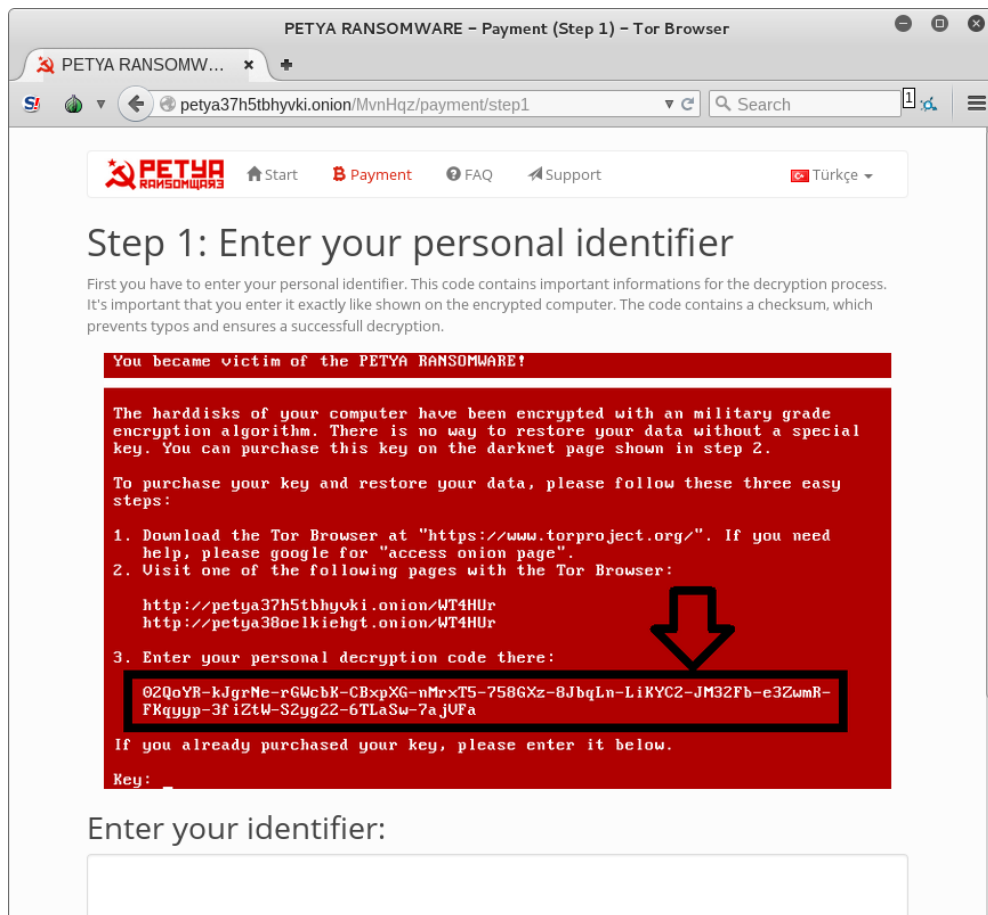 PETYA RANSOMWARE – Payment (Step 1) – Tor Browser
PETYA RANSOMW...
S!
petya37h5tbhyvki.onion/MvnHqz/payment/step1
Search
1
PETYA
RANSOMWARE
Start
Payment
FAQ
Support
Türkçe
Step 1: Enter your personal identifier
First you have to enter your personal identifier. This code contains important informations for the decryption process.
It's important that you enter it exactly like shown on the encrypted computer. The code contains a checksum, which
prevents typos and ensures a successfull decryption.
You became victim of the PETYA RANSOMWARE!
The harddisks of your computer have been encrypted with an military grade
encryption algorithm. There is no way to restore your data without a special
key. You can purchase this key on the darknet page shown in step 2.
To purchase your key and restore your data, please follow these three easy
steps:
1. Download the Tor Browser at "https://www.torproject.org/". If you need
help, please google for "access onion page".
2. Visit one of the following pages with the Tor Browser:
http://petya37h5tbhyvki.onion/WT4HUr
http://petya38oelkiehgt.onion/WT4HUr
3. Enter your personal decryption code there:
02QoYR-kJgrNe-rGWcbK-CBxpXG-nMrxT5-758GXz-8JbqLn-LiKYC2-JM32Fb-e3ZwmR-
FKqyyp-3fiZtW-S2yg22-6TLaSw-7ajVFa
If you already purchased your key, please enter it below.
Key: _
Enter your identifier: